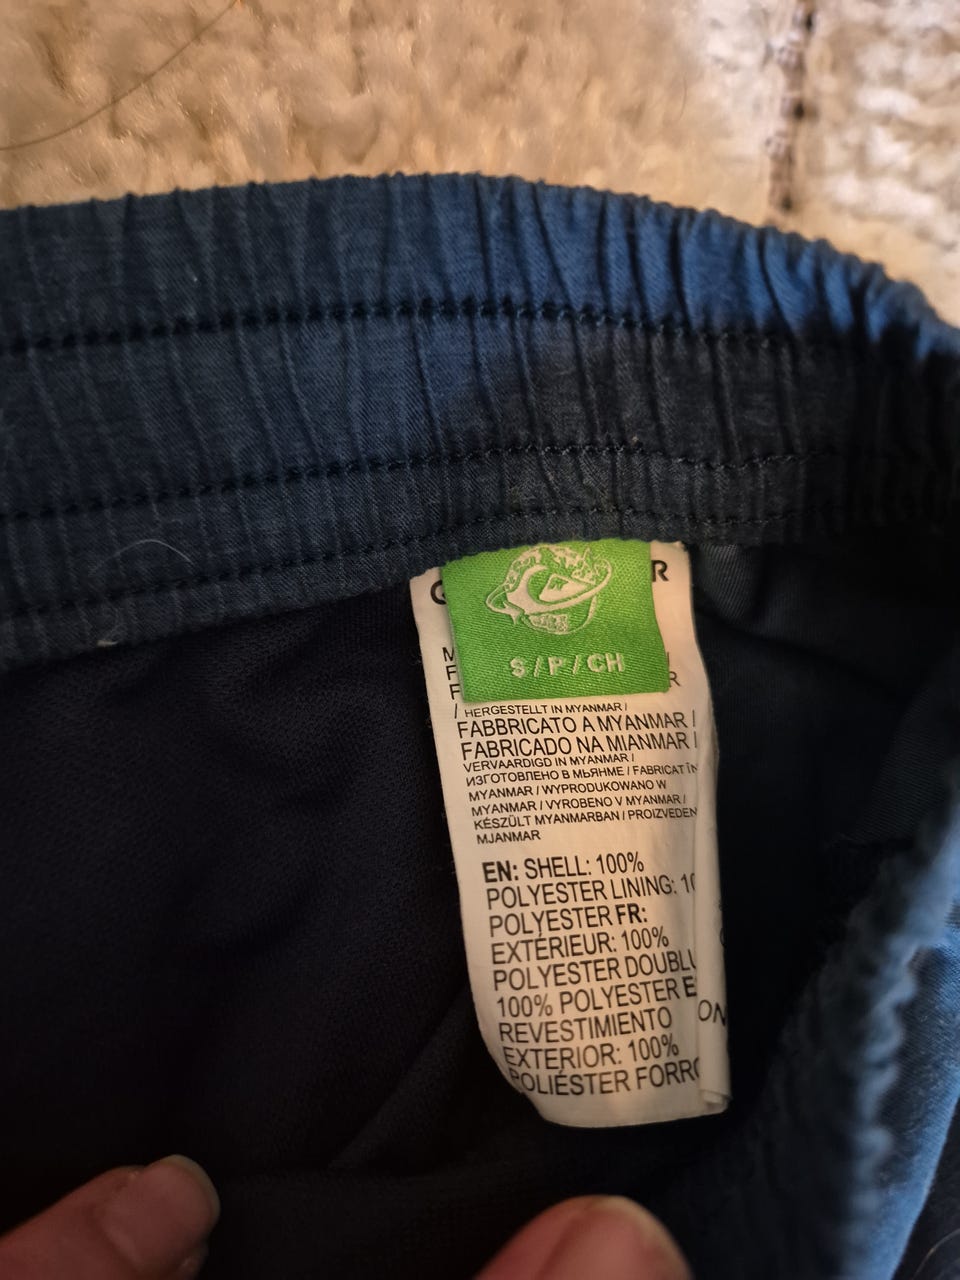 S / P / CH
/ HERGESTELLT IN MYANMAR /
FABBRICATO A MYANMAR /
FABRICADO NA MIANMAR /
VERVAARDIGD IN MYANMAR /
ИЗГОТОВЛЕНО В МЬЯНМЕ / FABRICAT ÎN
MYANMAR / WYPRODUKOWANO W
MYANMAR / VYROBENO V MYANMAR /
KÉSZÜLT MYANMARBAN / PROIZVEDEN
MJANMAR
EN: SHELL: 100%
POLYESTER LINING:
POLYESTER FR:
EXTÉRIEUR: 100%
POLYESTER
100% POLYESTER
REVESTIMIENTO
EXTERIOR: 100%
POLIÉSTER FORRO